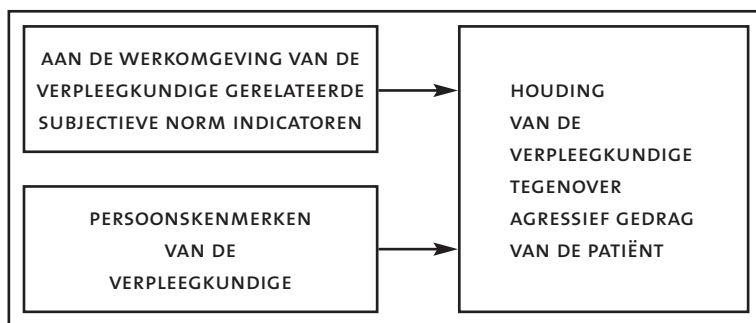 AAN DE WERKOMGEVING VAN DE
VERPLEEGKUNDIGE GERELATEERDE
SUBJECTIEVE NORM INDICATOREN
PERSOONSKENMERKEN
VAN DE
VERPLEEGKUNDIGE
HOUDING
VAN DE
VERPLEEGKUNDIGE
TEGENOVER
AGRESSIEF GEDRAG
VAN DE PATIËNT